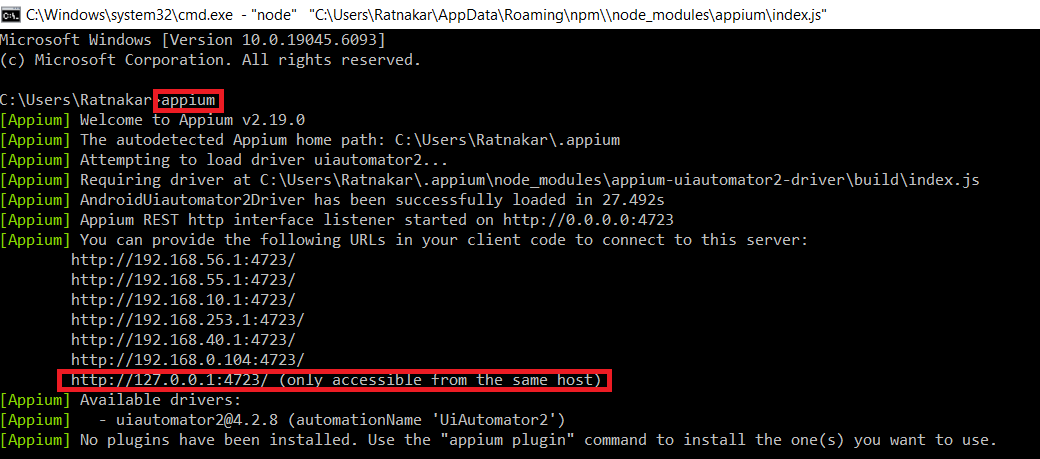 C:\Windows\system32\cmd.exe - "node" "C:\Users\Ratnakar\AppData\Roaming\npm\\node_modules\appium\index.js"
Microsoft Windows [Version 10.0.19045.6093]
(c) Microsoft Corporation. All rights reserved.
C:\Users\Ratnakar>appium
[Appium] Welcome to Appium v2.19.0
[Appium] The autodetected Appium home path: C:\Users\Ratnakar\.appium
[Appium] Attempting to load driver uiautomator2...
[Appium] Requiring driver at C:\Users\Ratnakar\.appium\node_modules\appium-uiautomator2-driver\build\index.js
[Appium] AndroidUiautomator2Driver has been successfully loaded in 27.492s
[Appium] Appium REST http interface listener started on http://0.0.0.0:4723
[Appium] You can provide the following URLs in your client code to connect to this server:
http://192.168.56.1:4723/
http://192.168.55.1:4723/
http://192.168.10.1:4723/
http://192.168.253.1:4723/
http://192.168.40.1:4723/
http://192.168.0.104:4723/
http://127.0.0.1:4723/ (only accessible from the same host)
[Appium] Available drivers:
[Appium]   - uiautomator2@4.2.8 (automationName 'UiAutomator2')
[Appium] No plugins have been installed. Use the "appium plugin" command to install the one(s) you want to use.